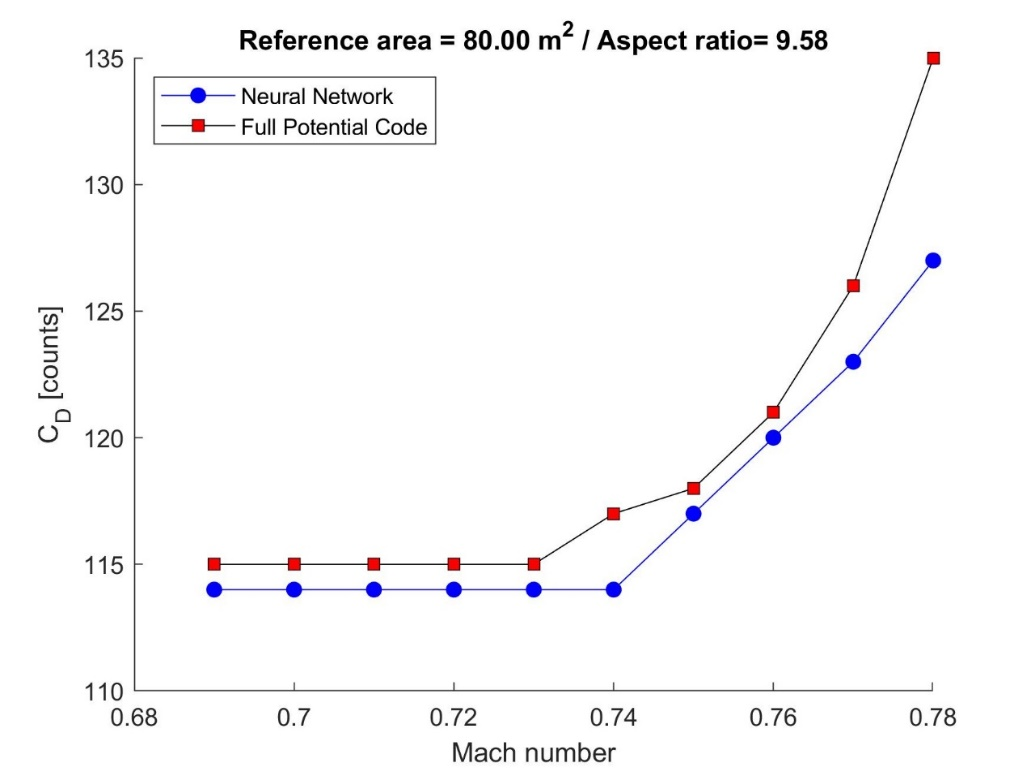 Reference area = 80.00 m² / Aspect ratio= 9.58
135
Neural Network
Full Potential Code
130
125
C_D [counts]
120
115
110
0.68 0.7 0.72 0.74 0.76 0.78
Mach number